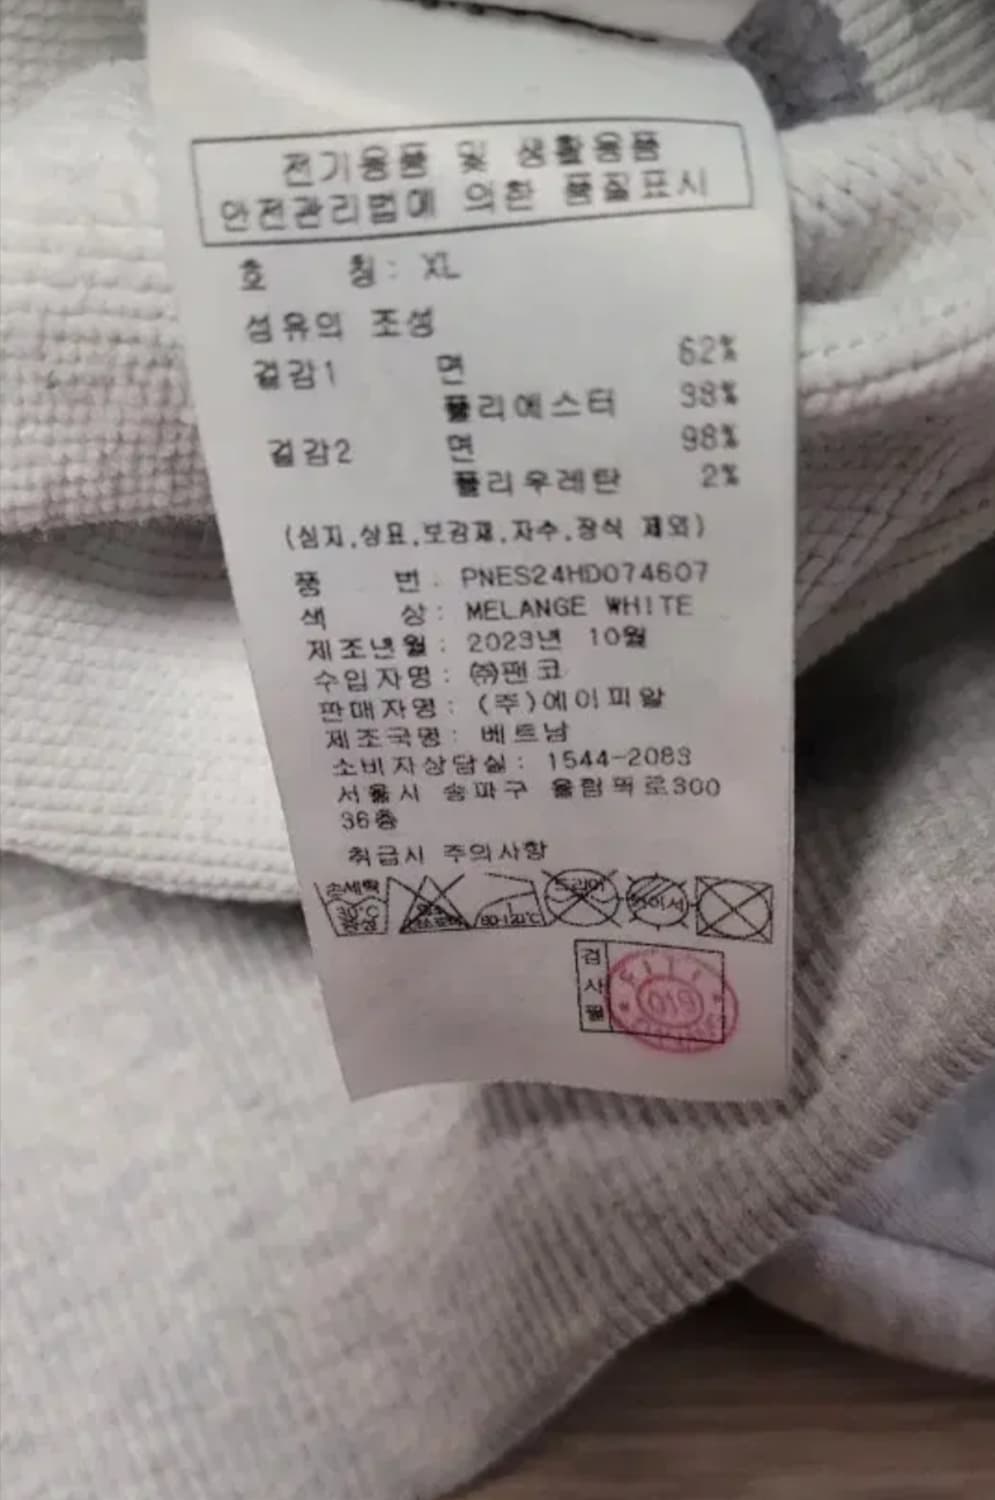 전기용품 및 생활용품
안전관리법에 의한 품질표시
호 칭: XL
섬유의 조성
겉감1 면 62%
폴리에스터 38%
겉감2 면 98%
폴리우레탄 2%
(심지,상표,보강재,자수,장식 제외)
품 번: PNES24HD074607
색 상: MELANGE WHITE
제조년월: 2023년 10월
수입자명: ㈜팬코
판매자명: (주)에이피알
제조국명: 베트남
소비자상담실: 1544-2083
서울시 송파구 올림픽로300
36층
취급시 주의사항
손세탁
30°C
중성
80-120°C
드라이
검사필
019